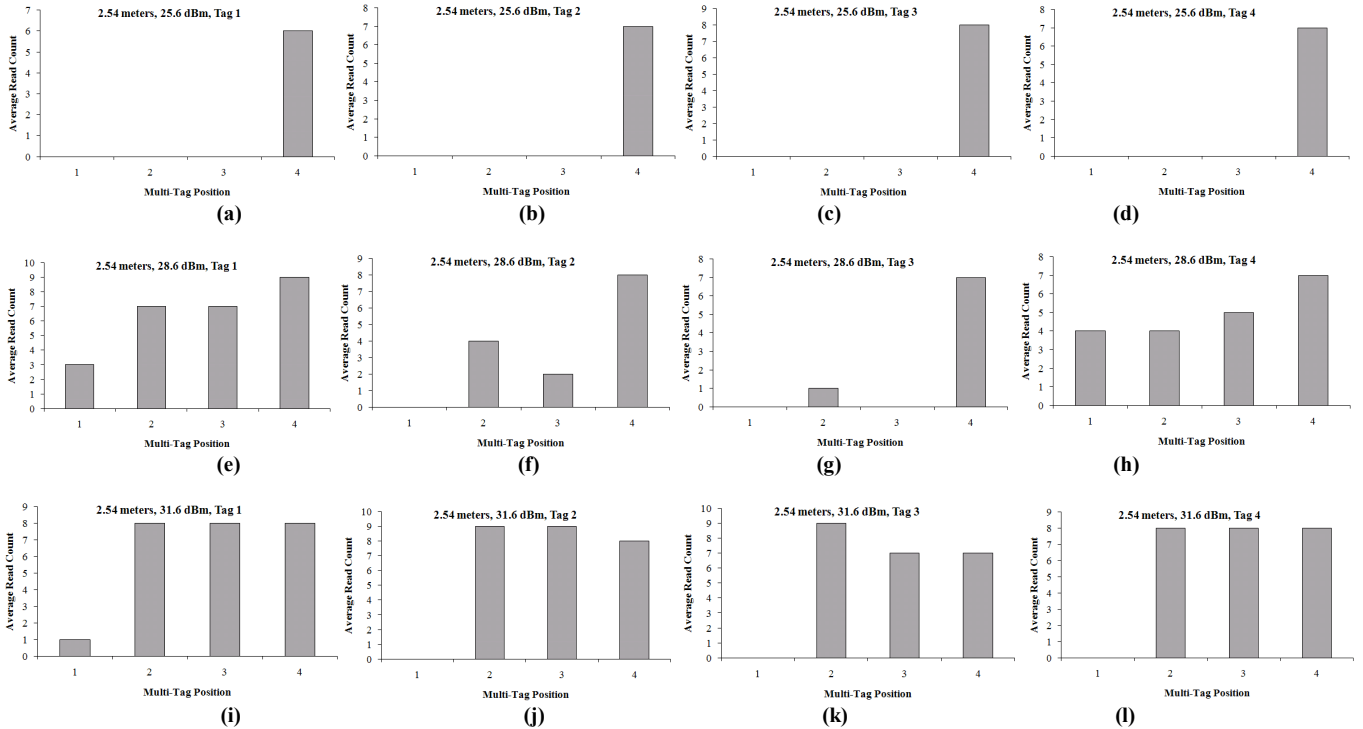 2.54 meters, 25.6 dBm, Tag 1
Average Read Count
7
6
5
4
3
2
1
0
1 2 3 4
Multi-Tag Position
(a)
2.54 meters, 25.6 dBm, Tag 2
Average Read Count
8
7
6
5
4
3
2
1
0
1 2 3 4
Multi-Tag Position
(b)
2.54 meters, 25.6 dBm, Tag 3
Average Read Count
9
8
7
6
5
4
3
2
1
0
1 2 3 4
Multi-Tag Position
(c)
2.54 meters, 25.6 dBm, Tag 4
Average Read Count
8
7
6
5
4
3
2
1
0
1 2 3 4
Multi-Tag Position
(d)
2.54 meters, 28.6 dBm, Tag 1
Average Read Count
10
9
8
7
6
5
4
3
2
1
0
1 2 3 4
Multi-Tag Position
(e)
2.54 meters, 28.6 dBm, Tag 2
Average Read Count
9
8
7
6
5
4
3
2
1
0
1 2 3 4
Multi-Tag Position
(f)
2.54 meters, 28.6 dBm, Tag 3
Average Read Count
8
7
6
5
4
3
2
1
0
1 2 3 4
Multi-Tag Position
(g)
2.54 meters, 28.6 dBm, Tag 4
Average Read Count
8
7
6
5
4
3
2
1
0
1 2 3 4
Multi-Tag Position
(h)
2.54 meters, 31.6 dBm, Tag 1
Average Read Count
9
8
7
6
5
4
3
2
1
0
1 2 3 4
Multi-Tag Position
(i)
2.54 meters, 31.6 dBm, Tag 2
Average Read Count
10
9
8
7
6
5
4
3
2
1
0
1 2 3 4
Multi-Tag Position
(j)
2.54 meters, 31.6 dBm, Tag 3
Average Read Count
10
9
8
7
6
5
4
3
2
1
0
1 2 3 4
Multi-Tag Position
(k)
2.54 meters, 31.6 dBm, Tag 4
Average Read Count
9
8
7
6
5
4
3
2
1
0
1 2 3 4
Multi-Tag Position
(l)